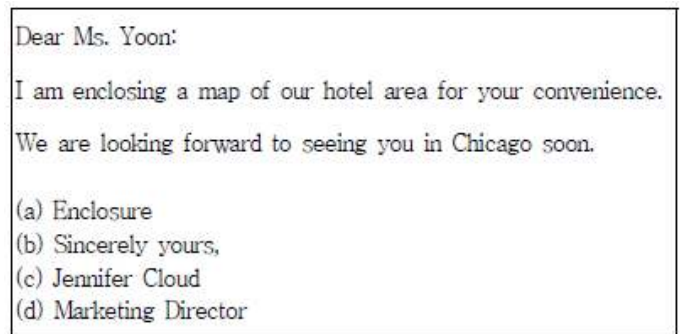 Dear Ms. Yoon:
I am enclosing a map of our hotel area for your convenience.
We are looking forward to seeing you in Chicago soon.
(a) Enclosure
(b) Sincerely yours,
(c) Jennifer Cloud
(d) Marketing Director